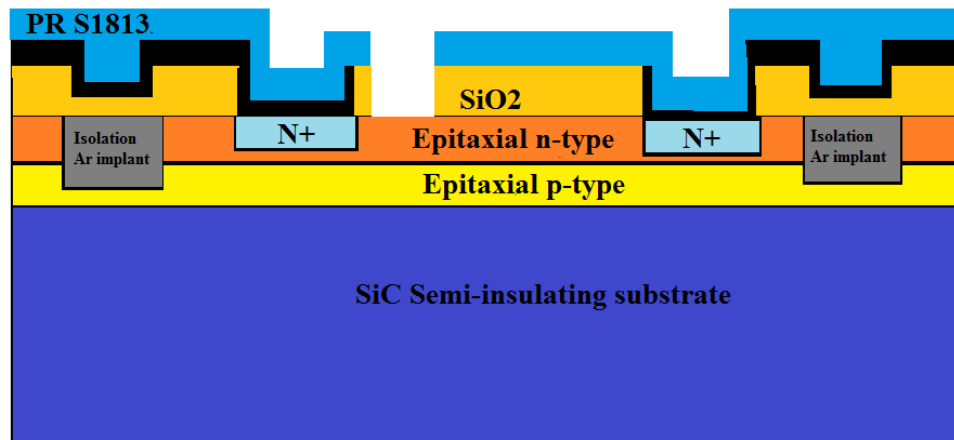 PR S1813.
SiO2
Isolation
Ar implant
N+
Epitaxial n-type
N+
Isolation
Ar implant
Epitaxial p-type
SiC Semi-insulating substrate